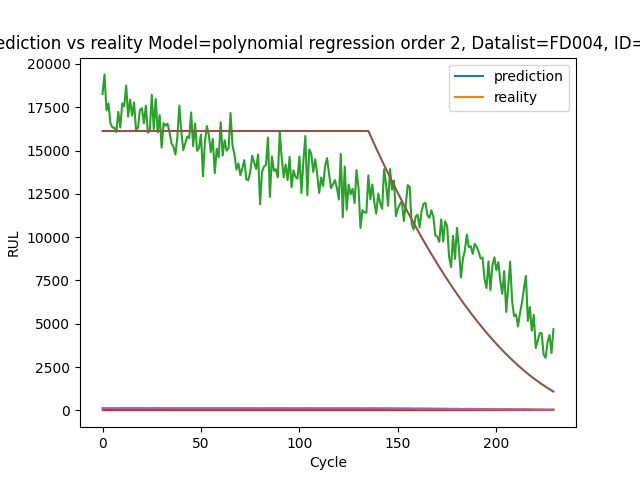 ediction vs reality Model=polynomial regression order 2, Datalist=FD004, ID=
prediction
reality
RUL
20000
17500
15000
12500
10000
7500
5000
2500
0
0 50 100 150 200
Cycle